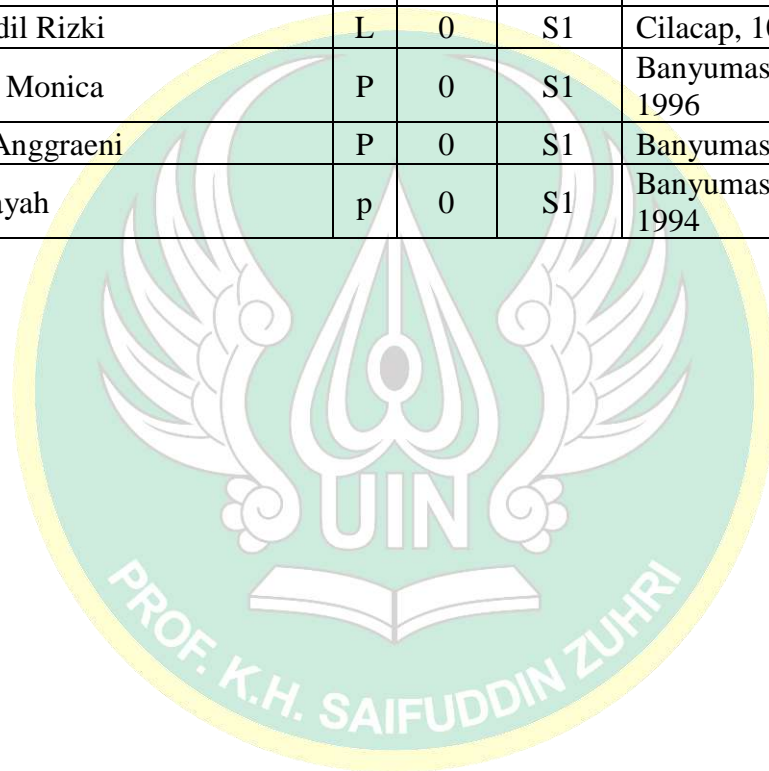 dil Rizki L 0 S1 Cilacap, 10
Monica P 0 S1 Banyumas
1996
Anggraeni P 0 S1 Banyumas
ayah p 0 S1 Banyumas
1994
UIN
PROF. K.H. SAIFUDDIN ZUHRI